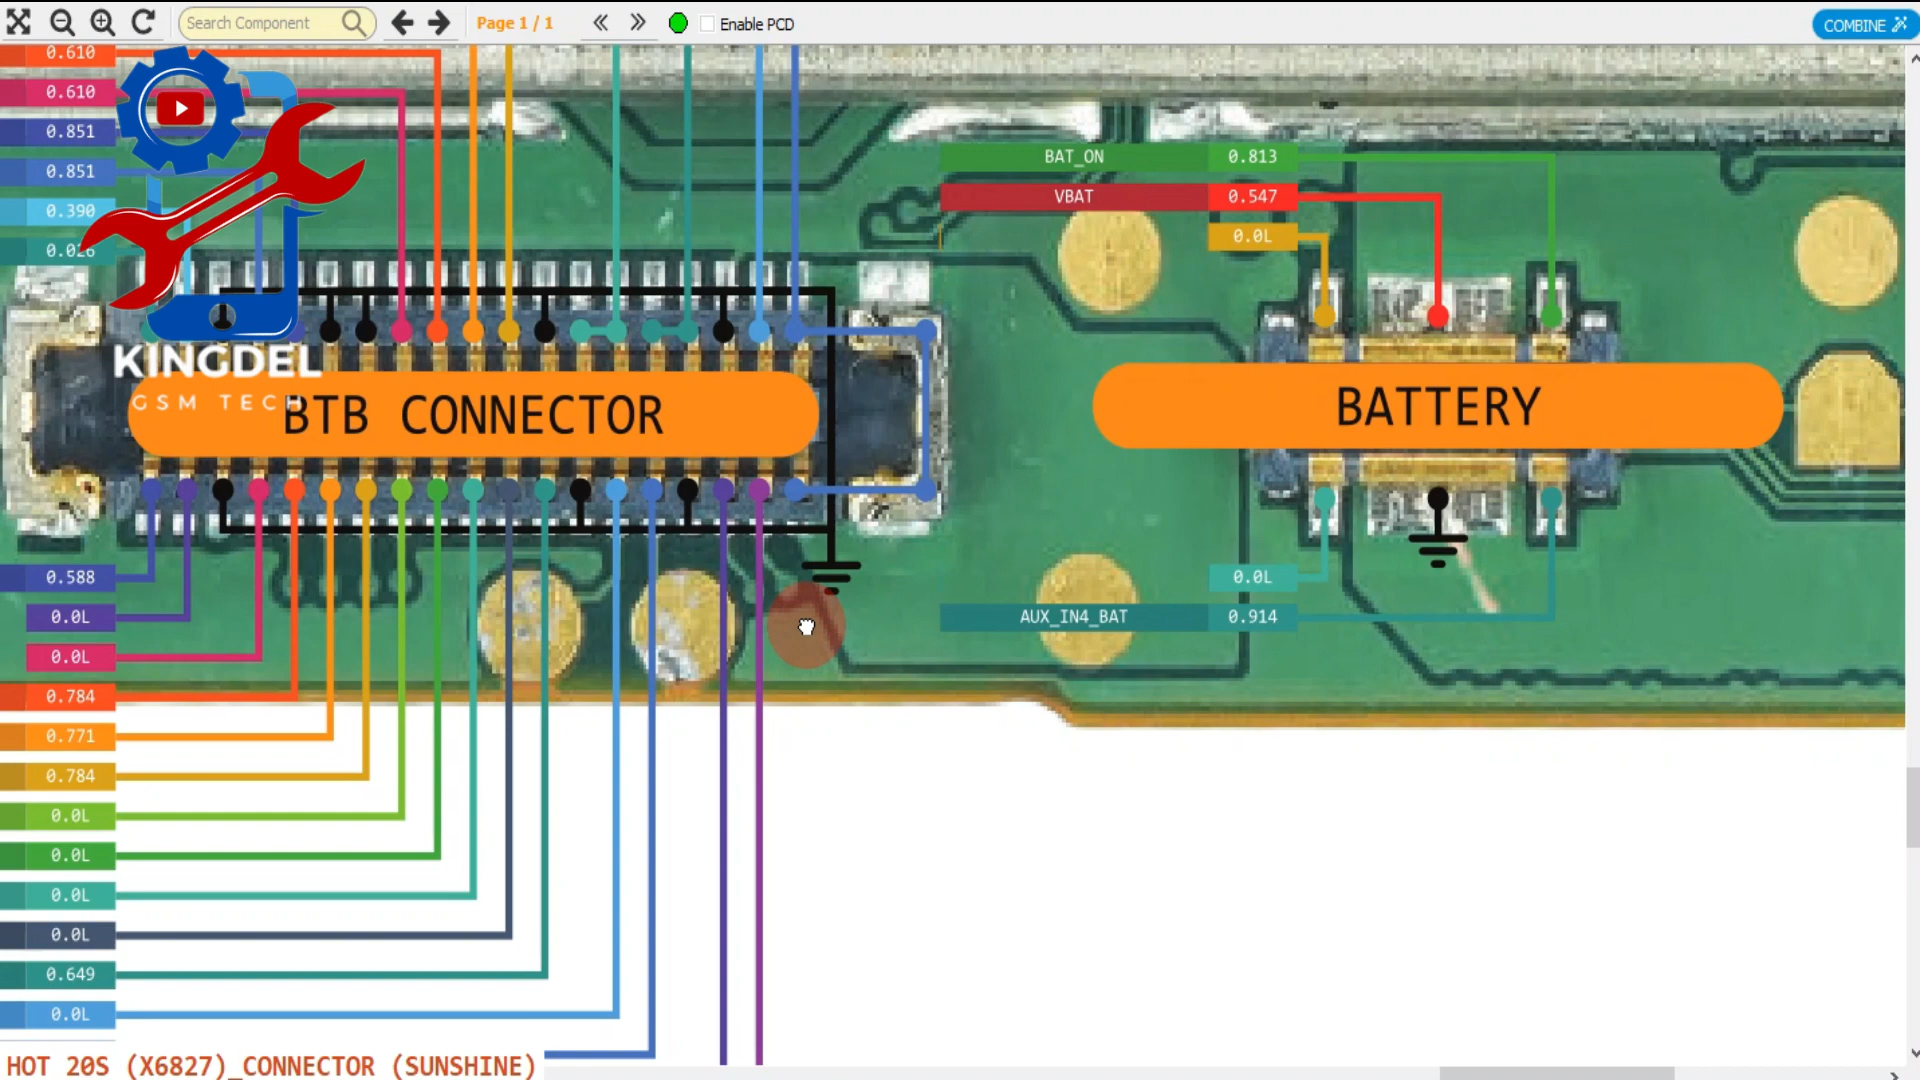 Search Component
Page 1 / 1
Enable PCD
COMBINE
0.610
0.610
0.851
0.851
0.390
0.026
KINGDEL
GSM TECH
BTB CONNECTOR
BAT_ON 0.813
VBAT 0.547
0.0L
BATTERY
0.0L
AUX_IN4_BAT 0.914
0.588
0.0L
0.0L
0.784
0.771
0.784
0.0L
0.0L
0.0L
0.0L
0.649
0.0L
HOT 20S (X6827)_CONNECTOR (SUNSHINE)